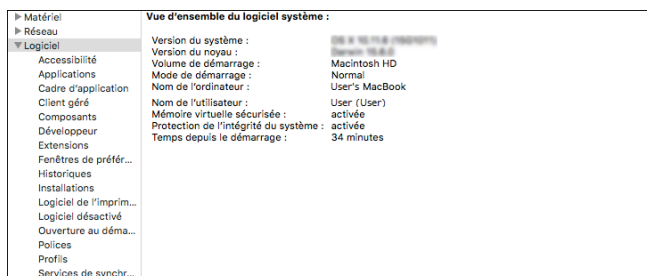 Matériel
Réseau
Logiciel
Accessibilité
Applications
Cadre d'application
Client géré
Composants
Développeur
Extensions
Fenêtres de préfér...
Historiques
Installations
Logiciel de l'imprim...
Logiciel désactivé
Ouverture au déma...
Polices
Profils
Services de synchr...
Vue d'ensemble du logiciel système :
Version du système :
Version du noyau :
Volume de démarrage : Macintosh HD
Mode de démarrage : Normal
Nom de l'ordinateur : User's MacBook
Nom de l'utilisateur : User (User)
Mémoire virtuelle sécurisée : activée
Protection de l'intégrité du système : activée
Temps depuis le démarrage : 34 minutes